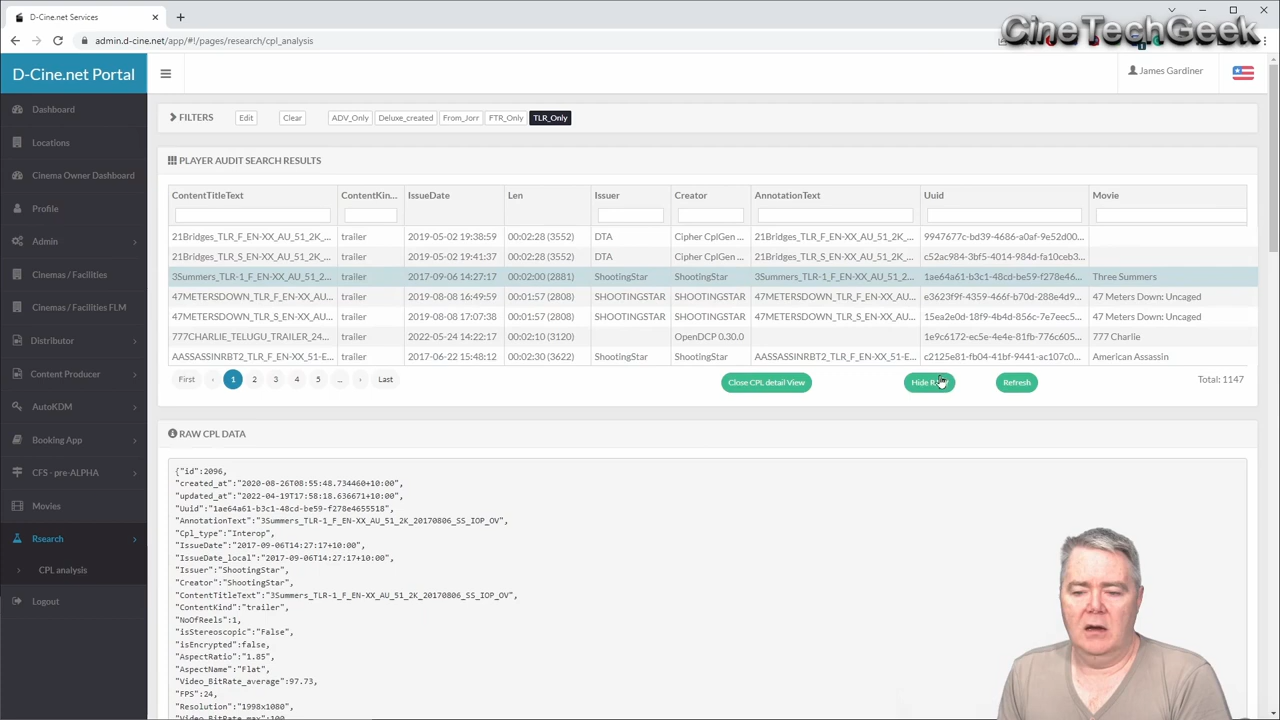 D-Cine.net Services
CineTechGeek
admin.d-cine.net/app/#!/pages/research/cpl_analysis
D-Cine.net Portal
James Gardiner
Dashboard
Locations
Cinema Owner Dashboard
Profile
Admin
Cinemas / Facilities
Cinemas / Facilities FLM
Distributor
Content Producer
AutoKDM
Booking App
CFS - pre-ALPHA
Movies
Rsearch
CPL analysis
Logout
FILTERS Edit Clear ADV_Only Deluxe_created From_Jorr FTR_Only TLR_Only
PLAYER AUDIT SEARCH RESULTS
ContentTitleText ContentKin... IssueDate Len Issuer Creator AnnotationText Uuid Movie
21Bridges_TLR_F_EN-XX_AU_51_2K_... trailer 2019-05-02 19:38:59 00:02:28 (3552) DTA Cipher CplGen ... 21Bridges_TLR_F_EN-XX_AU_51_2... 9947677c-bd39-4686-a0af-9e52d00...
21Bridges_TLR_S_EN-XX_AU_51_2K_... trailer 2019-05-02 19:41:37 00:02:28 (3552) DTA Cipher CplGen ... 21Bridges_TLR_S_EN-XX_AU_51_2... c52ac984-3bf5-4014-984d-fa10ceb3...
3Summers_TLR-1_F_EN-XX_AU_51_2... trailer 2017-09-06 14:27:17 00:02:00 (2881) ShootingStar ShootingStar 3Summers_TLR-1_F_EN-XX_AU_51_2... 1ae64a61-b3c1-48cd-be59-f278e46... Three Summers
47METERSDOWN_TLR_F_EN-XX_AU... trailer 2019-08-08 16:49:59 00:01:57 (2808) SHOOTINGSTAR SHOOTINGSTAR 47METERSDOWN_TLR_F_EN-XX_AU... e3623f9f-4359-466f-b70d-288e4d9... 47 Meters Down: Uncaged
47METERSDOWN_TLR_S_EN-XX_AU... trailer 2019-08-08 17:07:38 00:01:57 (2808) SHOOTINGSTAR SHOOTINGSTAR 47METERSDOWN_TLR_S_EN-XX_AU... 15ea2e0d-18f9-4b4d-856c-7e7eec5... 47 Meters Down: Uncaged
777CHARLIE_TELUGU_TRAILER_24... trailer 2022-05-24 14:22:17 00:02:10 (3120) OpenDCP 0.30.0 1e9c6172-ec5e-4e4e-81fb-776c605... 777 Charlie
AASSASSINRBT2_TLR_F_EN-XX_51-E... trailer 2017-06-22 15:48:12 00:02:30 (3622) ShootingStar ShootingStar AASSASSINRBT2_TLR_F_EN-XX_51-E... c2125e81-fb04-41bf-9441-ac107c0... American Assassin
First ‹ 1 2 3 4 5 ... › Last Close CPL detail View Hide Refresh Total: 1147
RAW CPL DATA
{"id":2096,
"created_at":"2020-08-26T08:55:48.734460+10:00",
"updated_at":"2022-04-19T17:58:18.636671+10:00",
"Uuid":"1ae64a61-b3c1-48cd-be59-f278e4655518",
"AnnotationText":"3Summers_TLR-1_F_EN-XX_AU_51_2K_20170806_SS_IOP_OV",
"Cpl_type":"Interop",
"IssueDate":"2017-09-06T14:27:17+10:00",
"IssueDate_local":"2017-09-06T14:27:17+10:00",
"Issuer":"ShootingStar",
"Creator":"ShootingStar",
"ContentTitleText":"3Summers_TLR-1_F_EN-XX_AU_51_2K_20170806_SS_IOP_OV",
"ContentKind":"trailer",
"NoOfReels":1,
"isStereoscopic":"False",
"isEncrypted":false,
"AspectRatio":"1.85",
"AspectName":"Flat",
"Video_BitRate_average":97.73,
"FPS":24,
"Resolution":"1998x1080",
"Video_BitRate_max":100